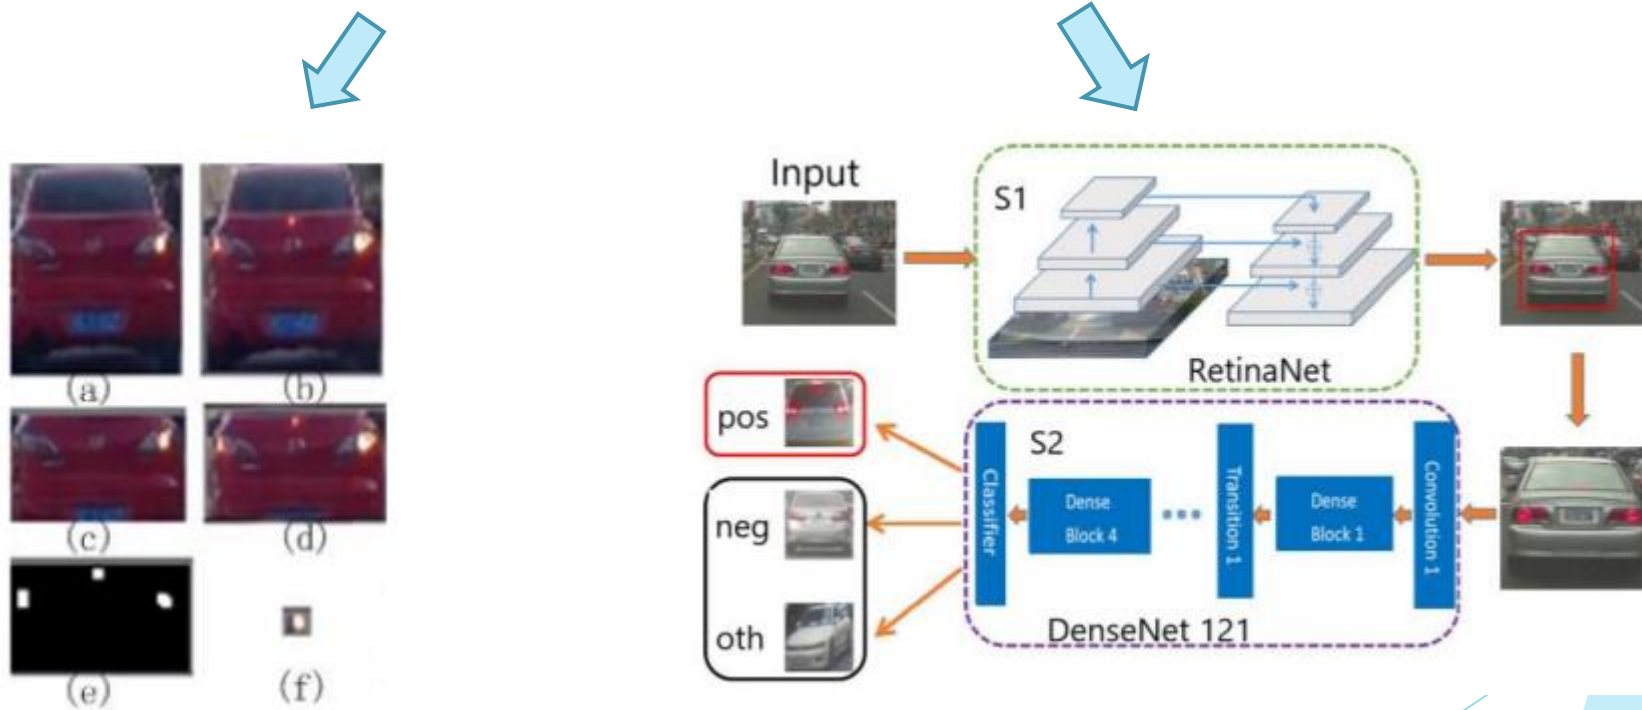 (a)
(b)
(c)
(d)
(e)
(f)
Input
S1
RetinaNet
pos
neg
oth
S2
Classifier
Dense
Block 4
Transition 1
Dense
Block 1
Convolution 1
DenseNet 121